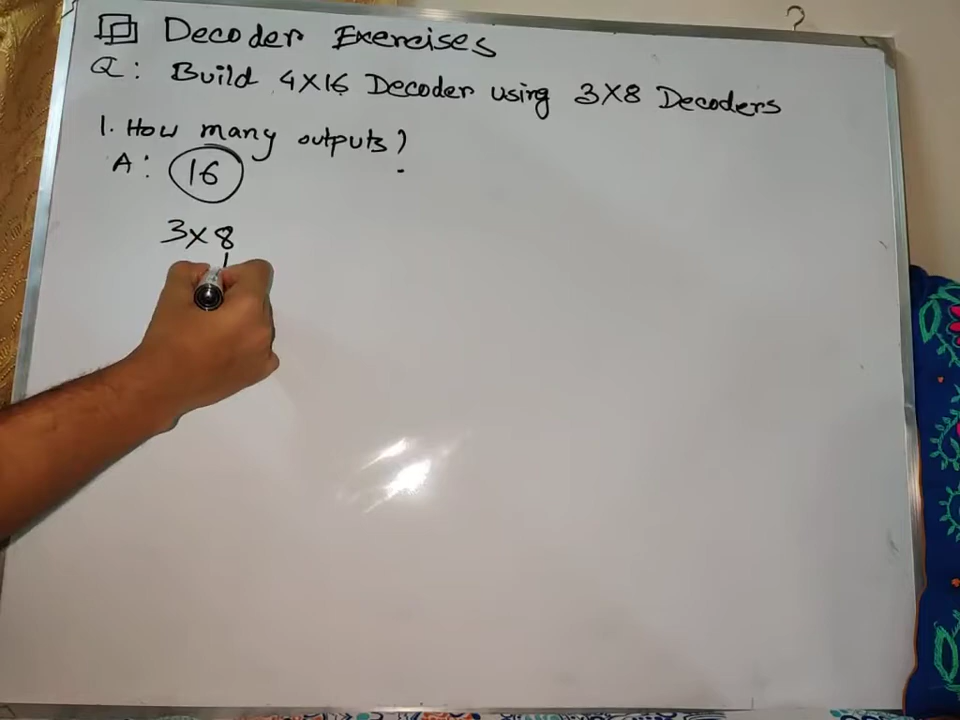 Decoder Exercises
Q: Build 4X16 Decoder using 3X8 Decoders
1. How many outputs?
A: 16
3x8